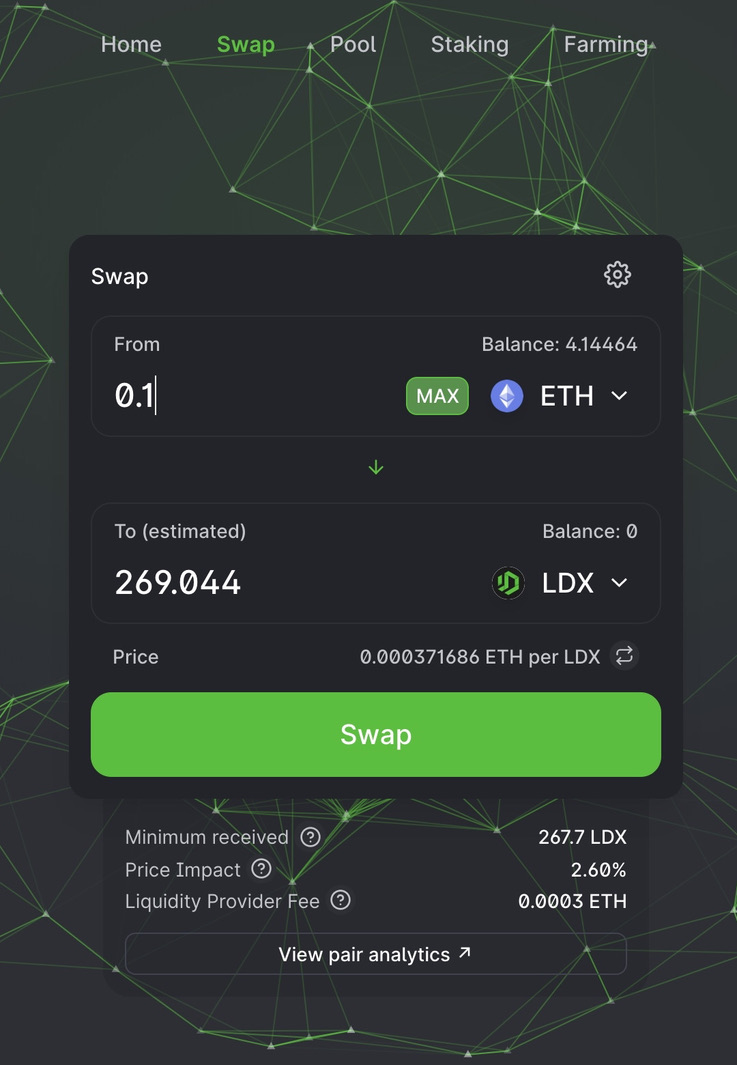 Home Swap Pool Staking Farming
Swap
From Balance: 4.14464
0.1 MAX ETH
To (estimated) Balance: 0
269.044 LDX
Price 0.000371686 ETH per LDX
Swap
Minimum received 267.7 LDX
Price Impact 2.60%
Liquidity Provider Fee 0.0003 ETH
View pair analytics ↗